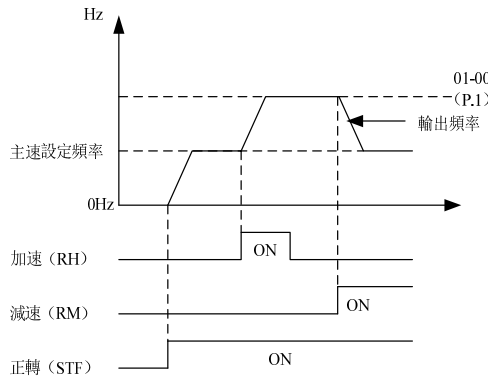 Hz
01-00
(P.1)
輸出頻率
主速設定頻率
0Hz
加速（RH）
ON
減速（RM）
ON
正轉（STF）
ON